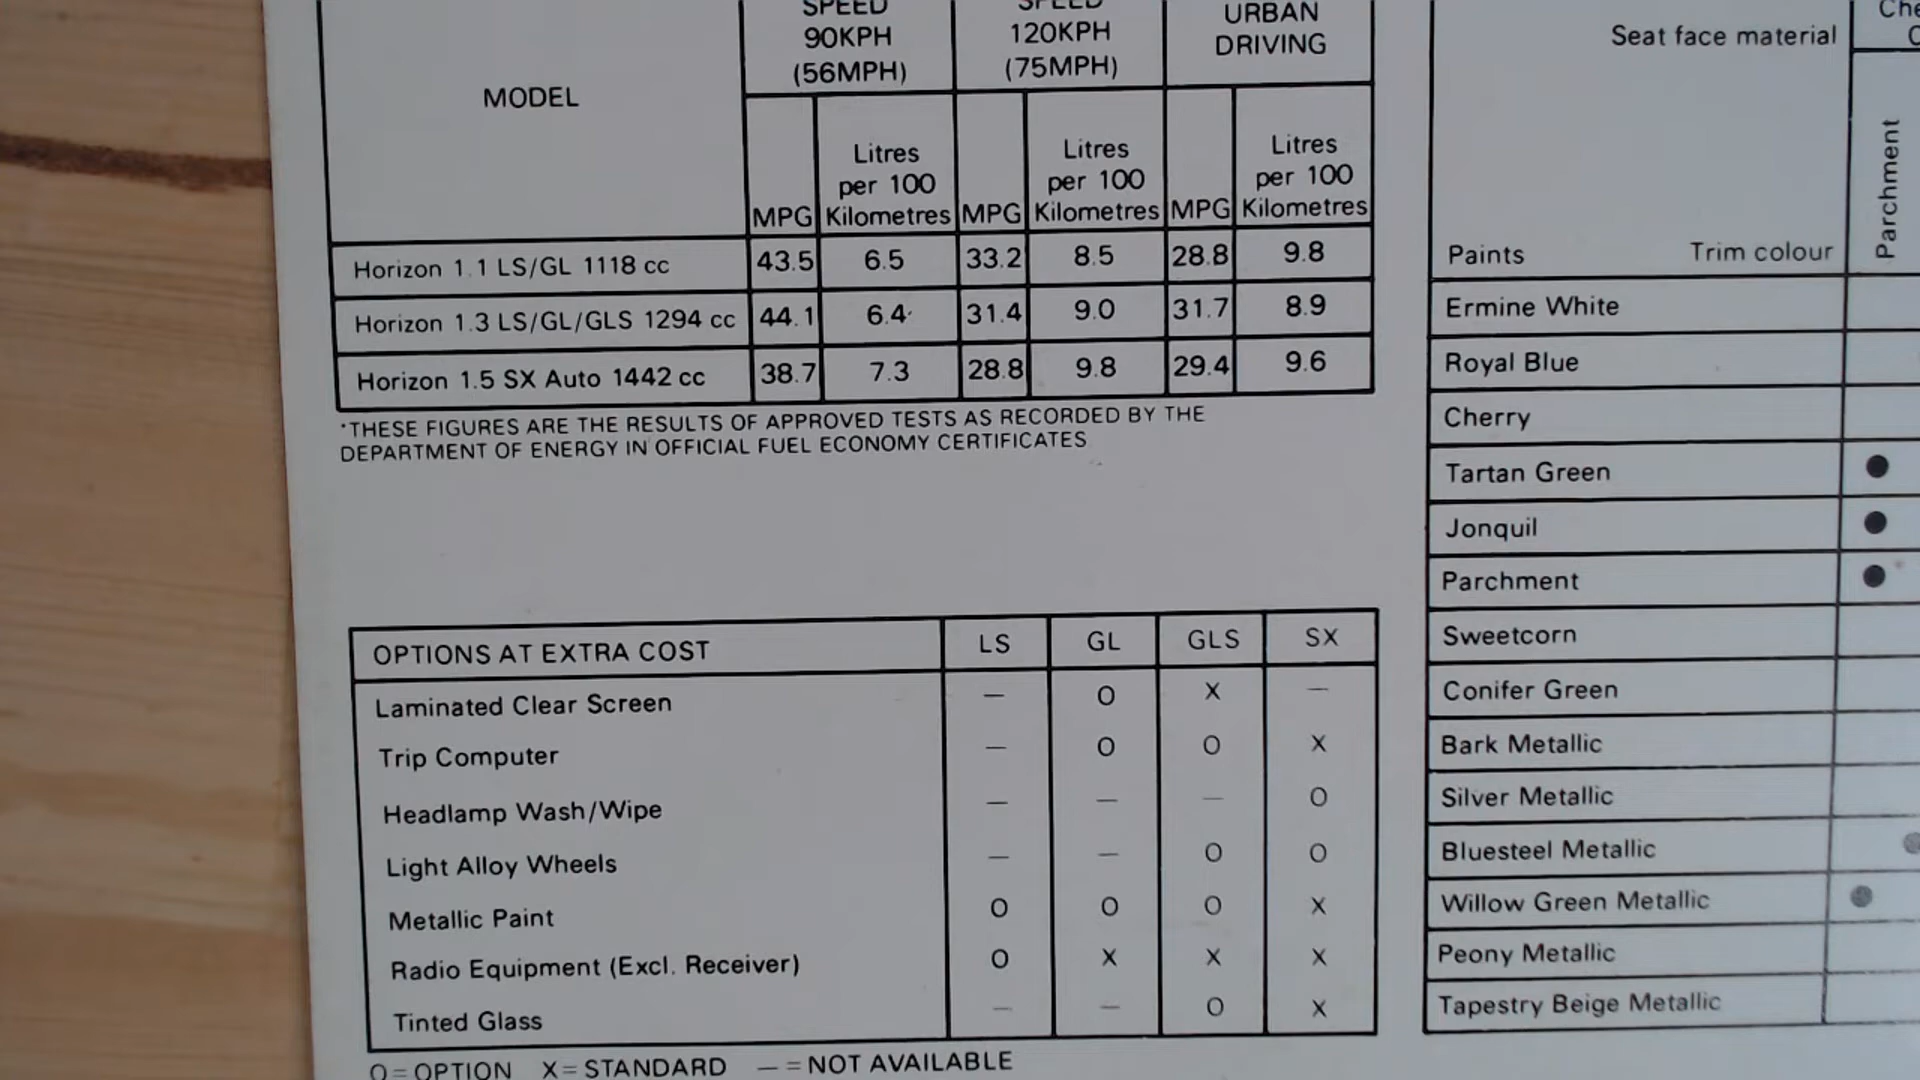 SPEED
90KPH
(56MPH)
SPEED
120KPH
(75MPH)
URBAN
DRIVING
MODEL
MPG
Litres
per 100
Kilometres
MPG
Litres
per 100
Kilometres
MPG
Litres
per 100
Kilometres
Horizon 1.1 LS/GL 1118 cc 43.5 6.5 33.2 8.5 28.8 9.8
Horizon 1.3 LS/GL/GLS 1294 cc 44.1 6.4 31.4 9.0 31.7 8.9
Horizon 1.5 SX Auto 1442 cc 38.7 7.3 28.8 9.8 29.4 9.6
*THESE FIGURES ARE THE RESULTS OF APPROVED TESTS AS RECORDED BY THE
DEPARTMENT OF ENERGY IN OFFICIAL FUEL ECONOMY CERTIFICATES
OPTIONS AT EXTRA COST LS GL GLS SX
Laminated Clear Screen — O X —
Trip Computer — O O X
Headlamp Wash/Wipe — — — O
Light Alloy Wheels — — O O
Metallic Paint O O O X
Radio Equipment (Excl. Receiver) O X X X
Tinted Glass — — O X
O = OPTION X = STANDARD — = NOT AVAILABLE
Seat face material
Parchment
Paints Trim colour
Ermine White
Royal Blue
Cherry
Tartan Green ●
Jonquil ●
Parchment ●
Sweetcorn
Conifer Green
Bark Metallic
Silver Metallic
Bluesteel Metallic ●
Willow Green Metallic ●
Peony Metallic
Tapestry Beige Metallic